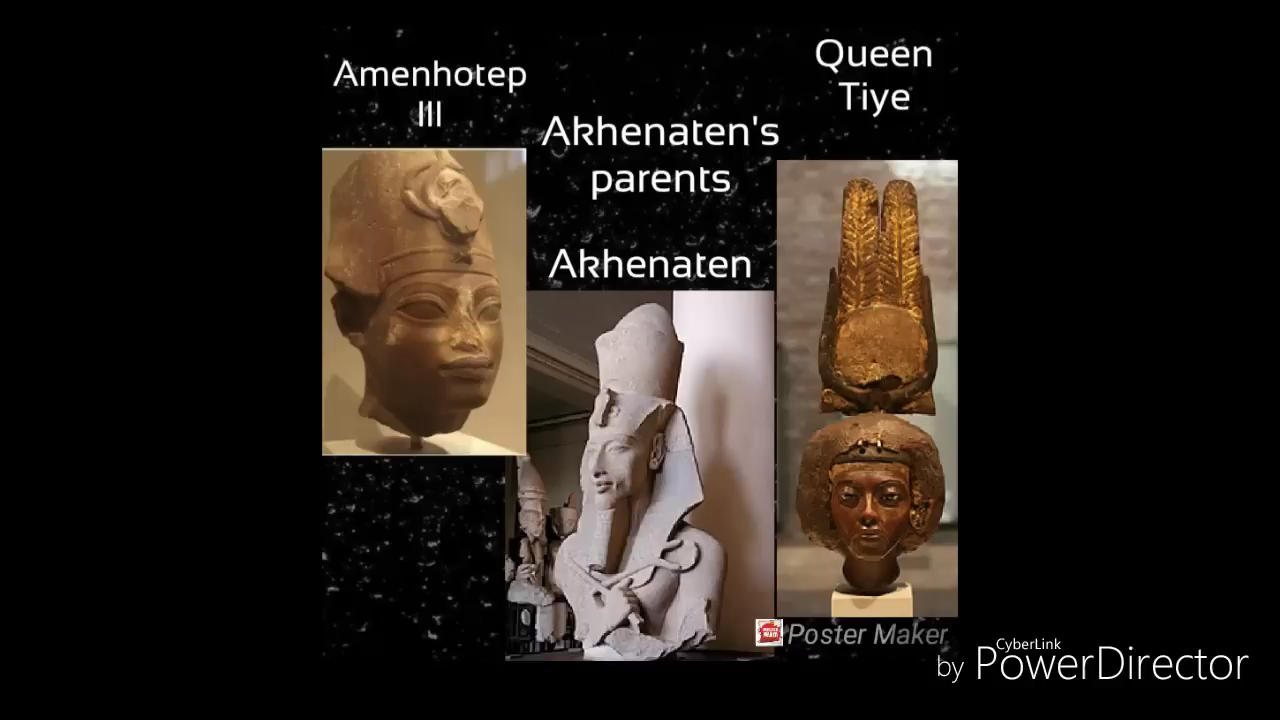 Amenhotep
III
Akhenaten's
parents
Akhenaten
Queen
Tiye
Poster Maker
CyberLink
by PowerDirector